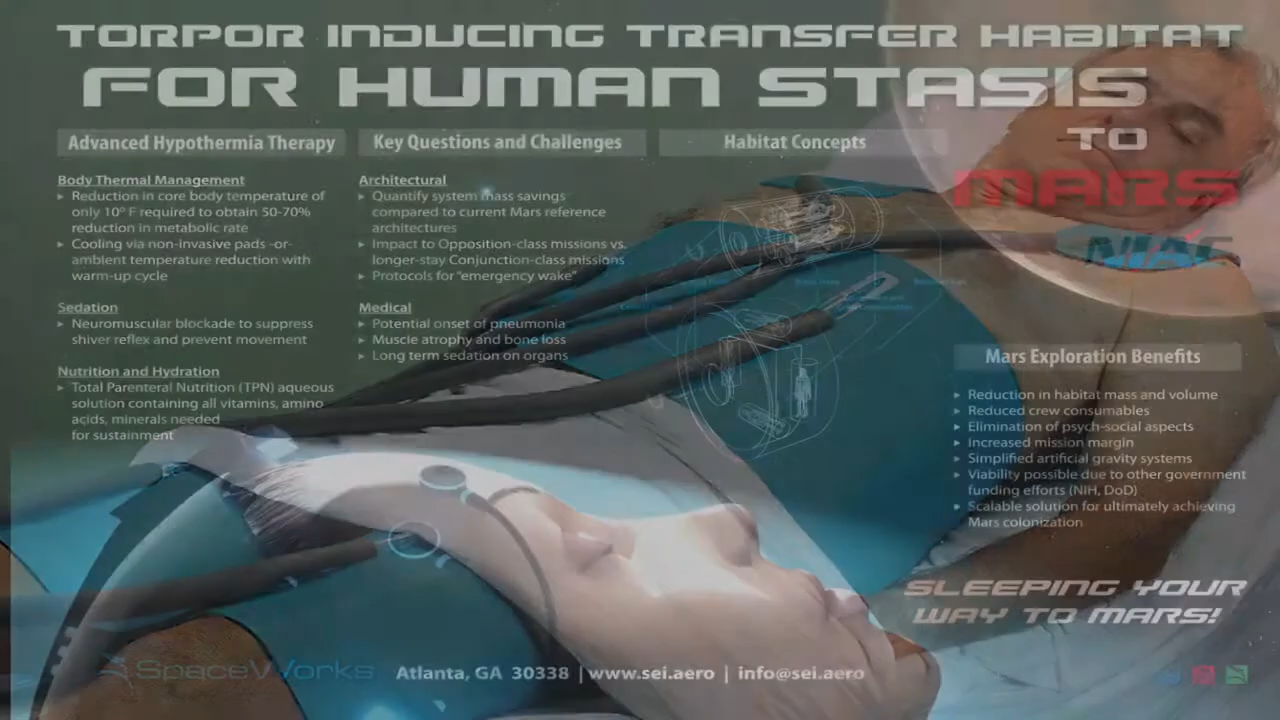 TORPOR INDUCING TRANSFER HABITAT
FOR HUMAN STASIS
TO
MARS
NIAC
Advanced Hypothermia Therapy
Body Thermal Management
▸ Reduction in core body temperature of
only 10º F required to obtain 50-70%
reduction in metabolic rate
▸ Cooling via non-invasive pads -or-
ambient temperature reduction with
warm-up cycle
Sedation
▸ Neuromuscular blockade to suppress
shiver reflex and prevent movement
Nutrition and Hydration
▸ Total Parenteral Nutrition (TPN) aqueous
solution containing all vitamins, amino
acids, minerals needed
for sustainment
Key Questions and Challenges
Architectural
▸ Quantify system mass savings
compared to current Mars reference
architectures
▸ Impact to Opposition-class missions vs.
longer-stay Conjunction-class missions
▸ Protocols for "emergency wake"
Medical
▸ Potential onset of pneumonia
▸ Muscle atrophy and bone loss
▸ Long term sedation on organs
Habitat Concepts
Mars Exploration Benefits
▸ Reduction in habitat mass and volume
▸ Reduced crew consumables
▸ Elimination of psych-social aspects
▸ Increased mission margin
▸ Simplified artificial gravity systems
▸ Viability possible due to other government
funding efforts (NIH, DoD)
▸ Scalable solution for ultimately achieving
Mars colonization
SLEEPING YOUR
WAY TO MARS!
SpaceWorks
Atlanta, GA 30338 | www.sei.aero | info@sei.aero